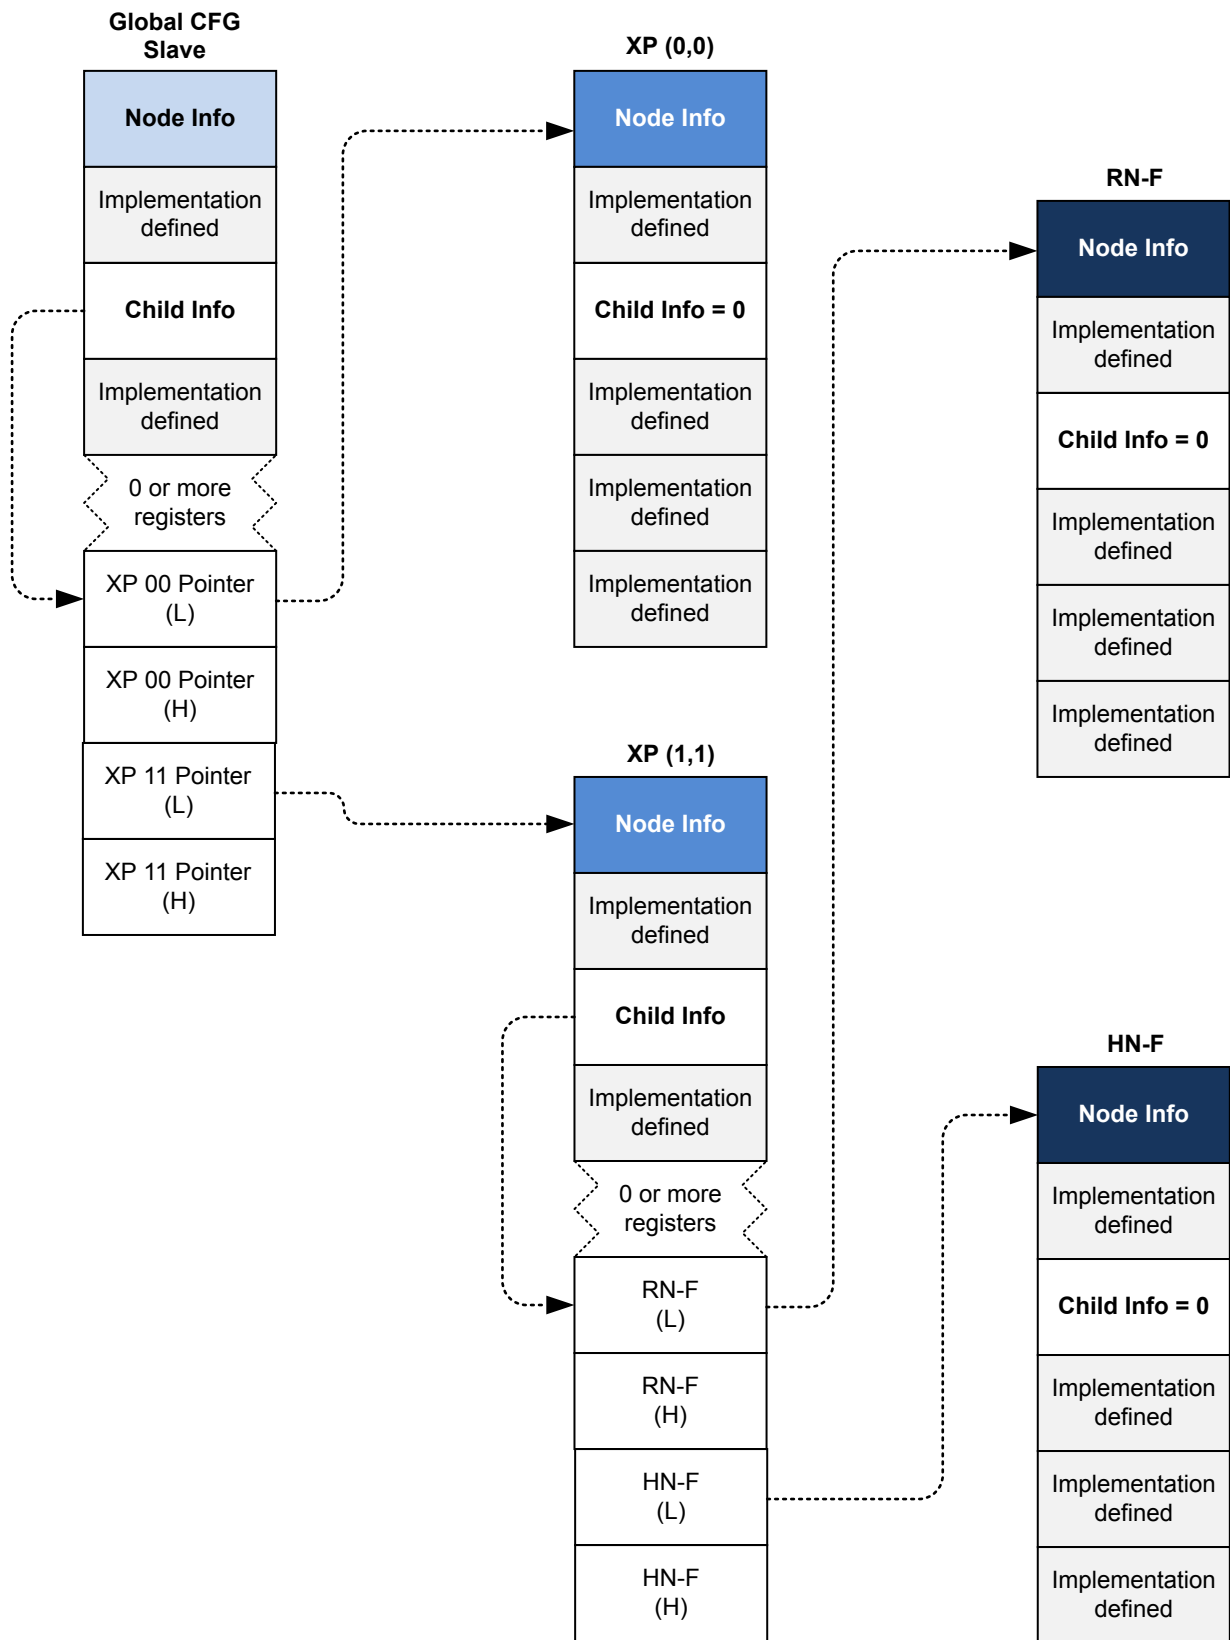 Global CFG
Slave
Node Info
Implementation
defined
Child Info
Implementation
defined
0 or more
registers
XP 00 Pointer
(L)
XP 00 Pointer
(H)
XP 11 Pointer
(L)
XP 11 Pointer
(H)
XP (0,0)
Node Info
Implementation
defined
Child Info = 0
Implementation
defined
Implementation
defined
Implementation
defined
XP (1,1)
Node Info
Implementation
defined
Child Info
Implementation
defined
0 or more
registers
RN-F
(L)
RN-F
(H)
HN-F
(L)
HN-F
(H)
RN-F
Node Info
Implementation
defined
Child Info = 0
Implementation
defined
Implementation
defined
Implementation
defined
HN-F
Node Info
Implementation
defined
Child Info = 0
Implementation
defined
Implementation
defined
Implementation
defined